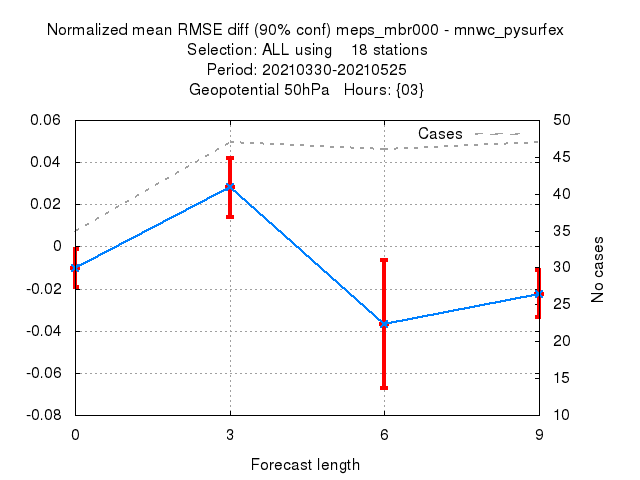 Normalized mean RMSE diff (90% conf) meps_mbr000 - mnwc_pysurfex
Selection: ALL using    18 stations
Period: 20210330-20210525
Geopotential 50hPa   Hours: {03}
Cases
0.06
0.04
0.02
0
-0.02
-0.04
-0.06
-0.08
50
45
40
35
30
25
20
15
10
No cases
0 3 6 9
Forecast length